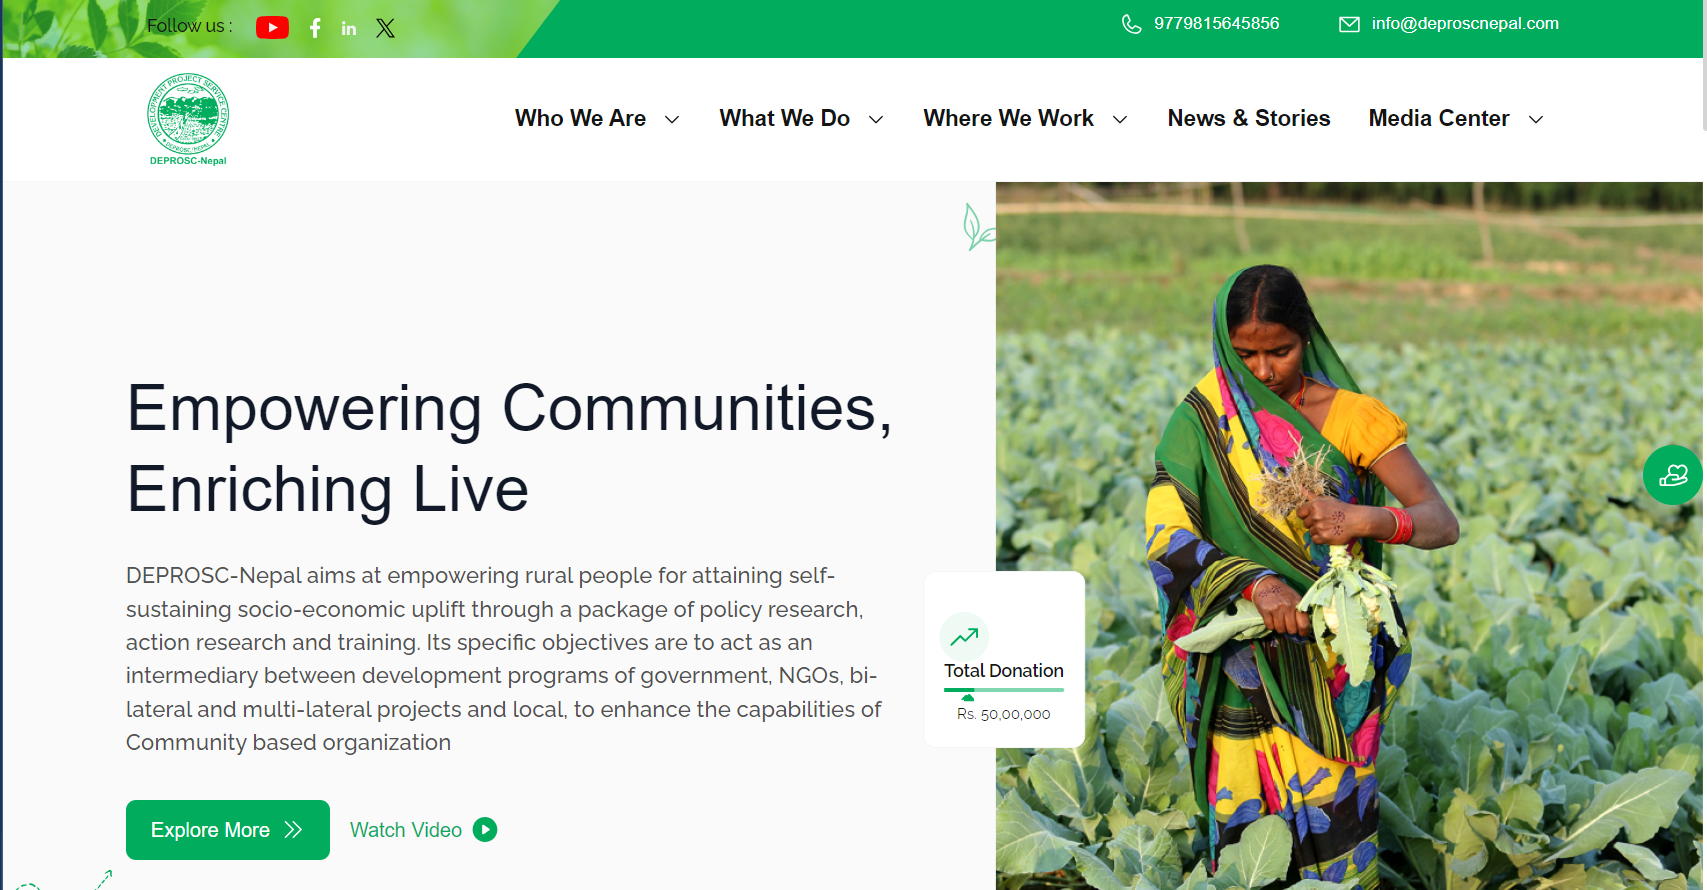 Follow us :
in
9779815645856
info@deproscnepal.com
DEVELOPMENT PROJECT SERVICE CENTRE
DEPROSC/NEPAL
DEPROSC-Nepal
Who We Are
What We Do
Where We Work
News & Stories
Media Center
Empowering Communities,
Enriching Live
DEPROSC-Nepal aims at empowering rural people for attaining self-
sustaining socio-economic uplift through a package of policy research,
action research and training. Its specific objectives are to act as an
intermediary between development programs of government, NGOs, bi-
lateral and multi-lateral projects and local, to enhance the capabilities of
Community based organization
Total Donation
Rs. 50,00,000
Explore More
Watch Video